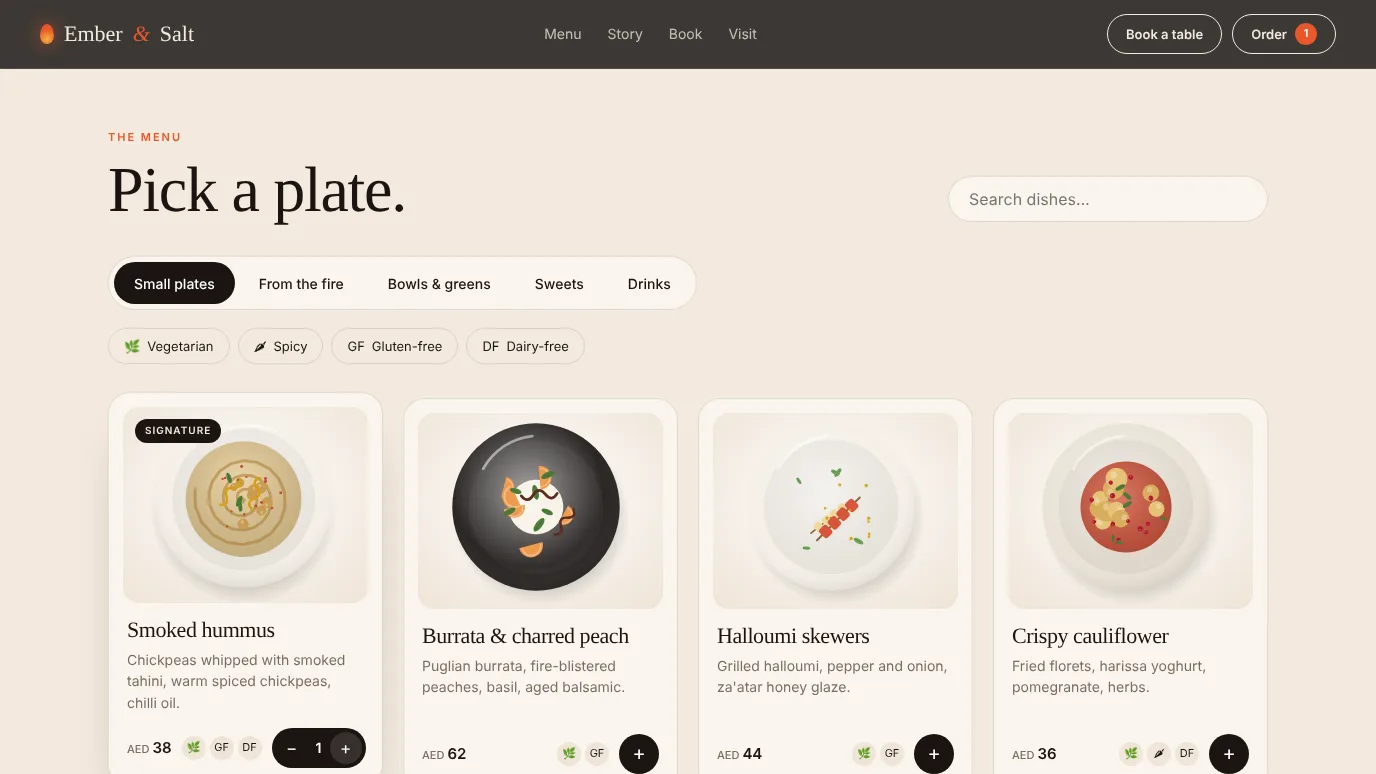 Ember & Salt
Menu Story Book Visit
Book a table
Order 1
THE MENU
Pick a plate.
Search dishes...
Small plates From the fire Bowls & greens Sweets Drinks
Vegetarian Spicy GF Gluten-free DF Dairy-free
SIGNATURE
Smoked hummus
Chickpeas whipped with smoked
tahini, warm spiced chickpeas,
chilli oil.
AED 38 GF DF − 1 +
Burrata & charred peach
Puglian burrata, fire-blistered
peaches, basil, aged balsamic.
AED 62 GF +
Halloumi skewers
Grilled halloumi, pepper and onion,
za'atar honey glaze.
AED 44 GF +
Crispy cauliflower
Fried florets, harissa yoghurt,
pomegranate, herbs.
AED 36 DF +